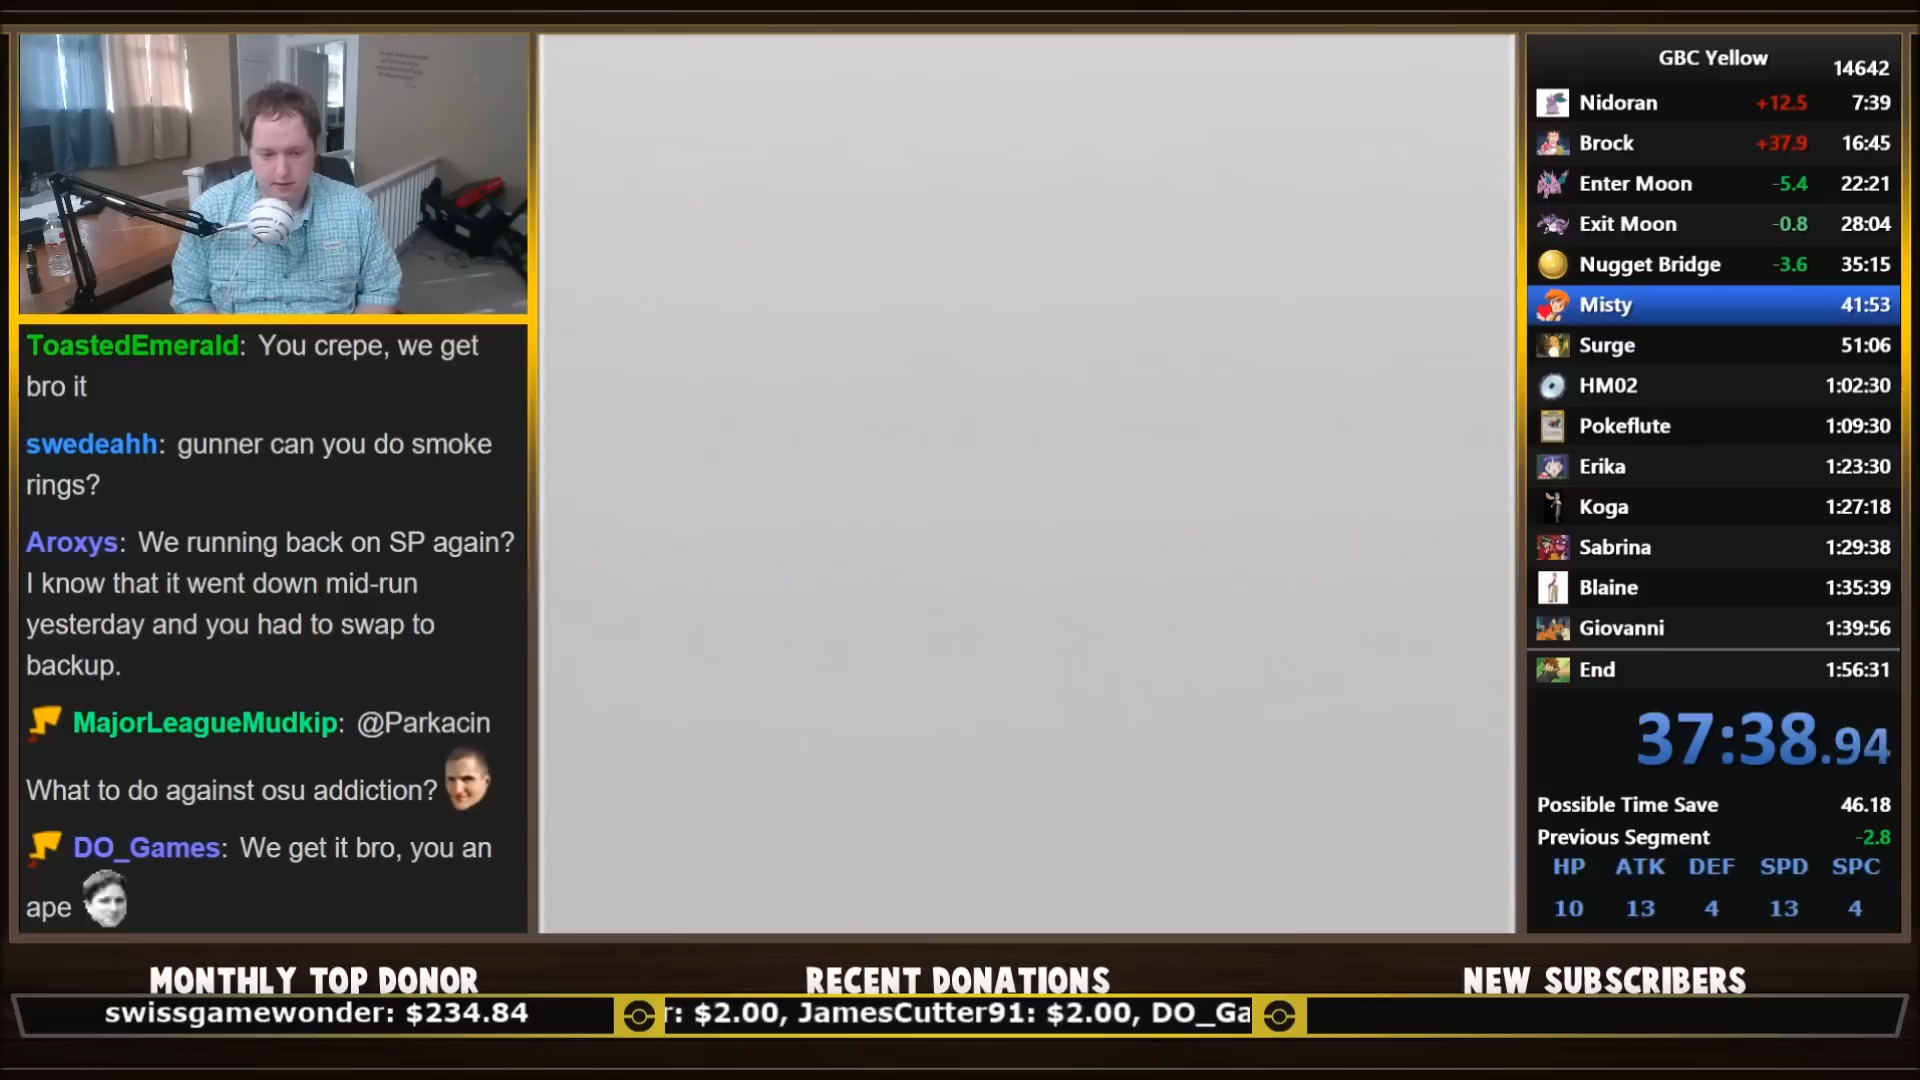 ToastedEmerald: You crepe, we get
bro it
swedeahh: gunner can you do smoke
rings?
Aroxys: We running back on SP again?
I know that it went down mid-run
yesterday and you had to swap to
backup.
MajorLeagueMudkip: @Parkacin
What to do against osu addiction?
DO_Games: We get it bro, you an
ape
GBC Yellow 14642
Nidoran +12.5 7:39
Brock +37.9 16:45
Enter Moon -5.4 22:21
Exit Moon -0.8 28:04
Nugget Bridge -3.6 35:15
Misty 41:53
Surge 51:06
HM02 1:02:30
Pokeflute 1:09:30
Erika 1:23:30
Koga 1:27:18
Sabrina 1:29:38
Blaine 1:35:39
Giovanni 1:39:56
End 1:56:31
37:38.94
Possible Time Save 46.18
Previous Segment -2.8
HP ATK DEF SPD SPC
10 13 4 13 4
MONTHLY TOP DONOR
swissgamewonder: $234.84
RECENT DONATIONS
r: $2.00, JamesCutter91: $2.00, DO_Ga
NEW SUBSCRIBERS